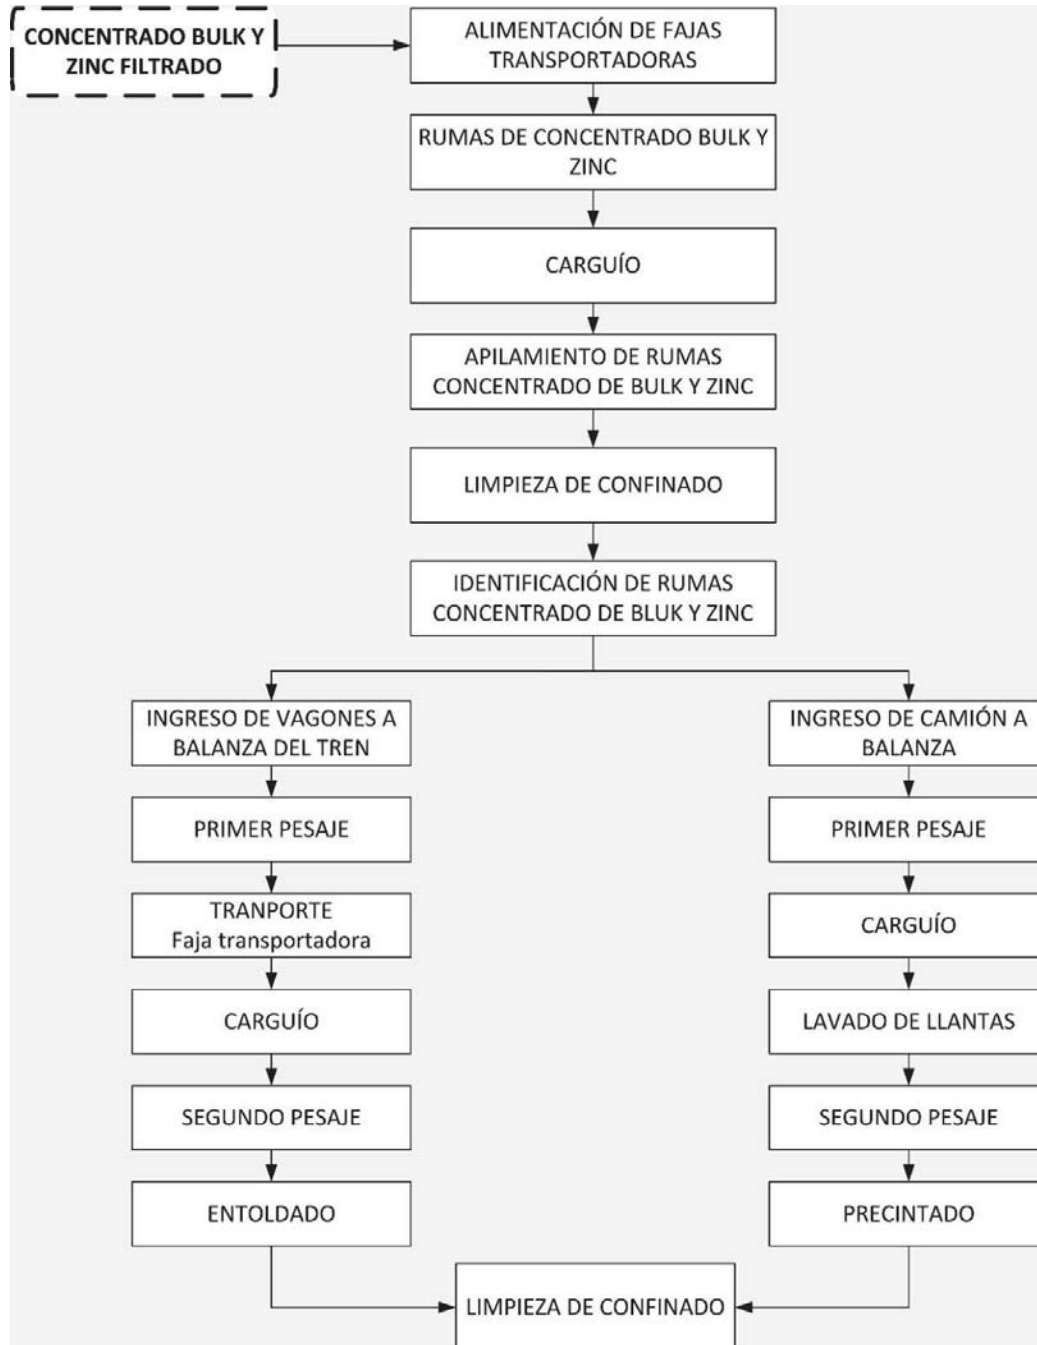 CONCENTRADO BULK Y
ZINC FILTRADO
ALIMENTACIÓN DE FAJAS
TRANSPORTADORAS
RUMAS DE CONCENTRADO BULK Y
ZINC
CARGUÍO
APILAMIENTO DE RUMAS
CONCENTRADO DE BULK Y ZINC
LIMPIEZA DE CONFINADO
IDENTIFICACIÓN DE RUMAS
CONCENTRADO DE BLUK Y ZINC
INGRESO DE VAGONES A
BALANZA DEL TREN
PRIMER PESAJE
TRANPORTE
Faja transportadora
CARGUÍO
SEGUNDO PESAJE
ENTOLDADO
INGRESO DE CAMIÓN A
BALANZA
PRIMER PESAJE
CARGUÍO
LAVADO DE LLANTAS
SEGUNDO PESAJE
PRECINTADO
LIMPIEZA DE CONFINADO